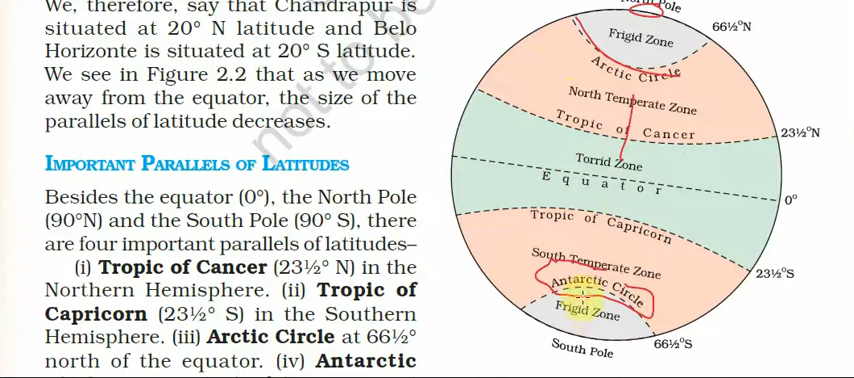 We, therefore, say that Chandrapur is
situated at 20° N latitude and Belo
Horizonte is situated at 20° S latitude.
We see in Figure 2.2 that as we move
away from the equator, the size of the
parallels of latitude decreases.
IMPORTANT PARALLELS OF LATITUDES
Besides the equator (0°), the North Pole
(90°N) and the South Pole (90° S), there
are four important parallels of latitudes–
(i) Tropic of Cancer (23½° N) in the
Northern Hemisphere. (ii) Tropic of
Capricorn (23½° S) in the Southern
Hemisphere. (iii) Arctic Circle at 66½°
north of the equator. (iv) Antarctic
not to be
North Pole
66½°N
Frigid Zone
Arctic Circle
North Temperate Zone
Tropic of Cancer
23½°N
Torrid Zone
Equator
0°
Tropic of Capricorn
South Temperate Zone
23½°S
Antarctic Circle
Frigid Zone
South Pole
66½°S